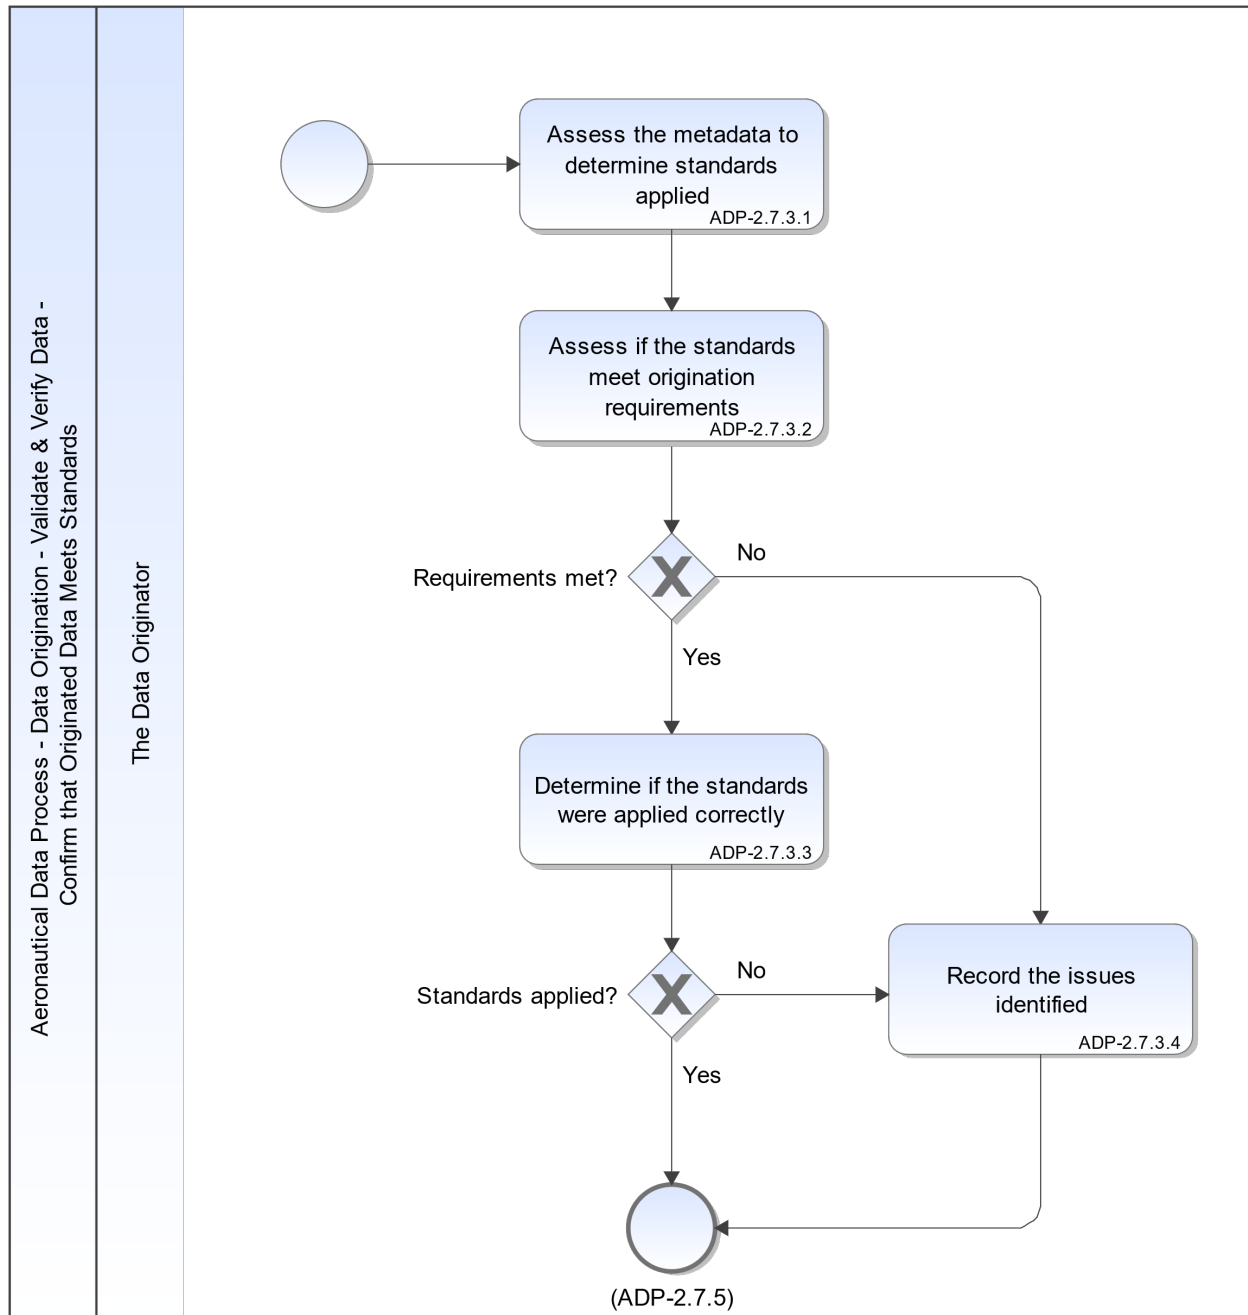 Aeronautical Data Process - Data Origination - Validate & Verify Data -
Confirm that Originated Data Meets Standards
The Data Originator
Assess the metadata to
determine standards
applied
ADP-2.7.3.1
Assess if the standards
meet origination
requirements
ADP-2.7.3.2
Requirements met?
X
No
Yes
Determine if the standards
were applied correctly
ADP-2.7.3.3
Standards applied?
X
No
Yes
Record the issues
identified
ADP-2.7.3.4
(ADP-2.7.5)